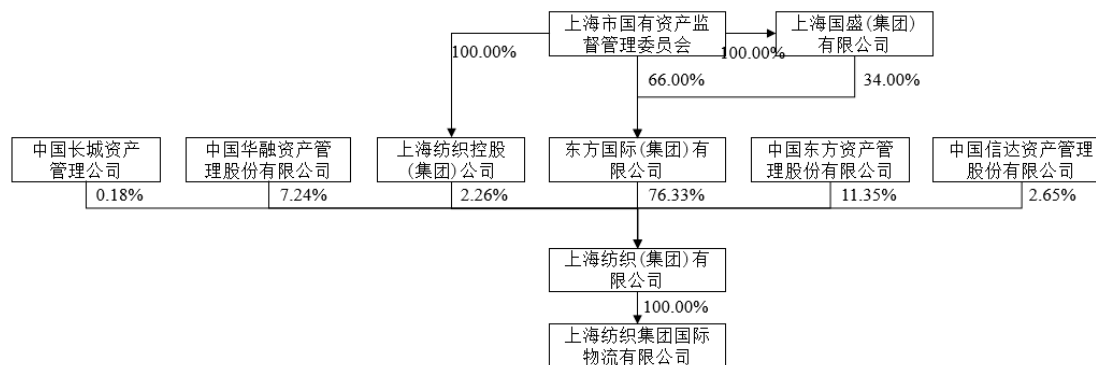 上海市国有资产监
督管理委员会
上海国盛(集团)
有限公司
100.00%
100.00%
66.00%
34.00%
中国长城资产
管理公司
中国华融资产管
理股份有限公司
上海纺织控股
(集团)公司
东方国际(集团)有
限公司
中国东方资产管
理股份有限公司
中国信达资产管理
股份有限公司
0.18%
7.24%
2.26%
76.33%
11.35%
2.65%
上海纺织(集团)有
限公司
100.00%
上海纺织集团国际
物流有限公司